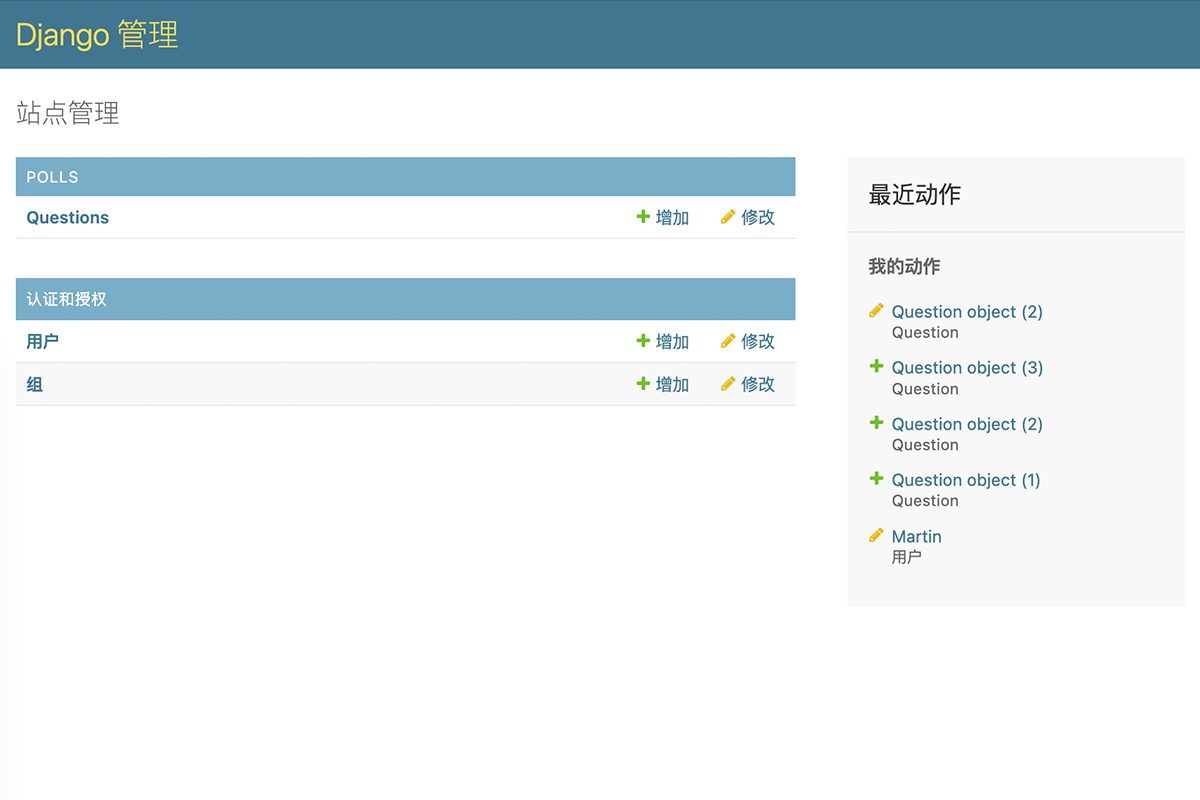 Django 管理
站点管理
POLLS
Questions 增加 修改
认证和授权
用户 增加 修改
组 增加 修改
最近动作
我的动作
Question object (2)
Question
Question object (3)
Question
Question object (2)
Question
Question object (1)
Question
Martin
用户